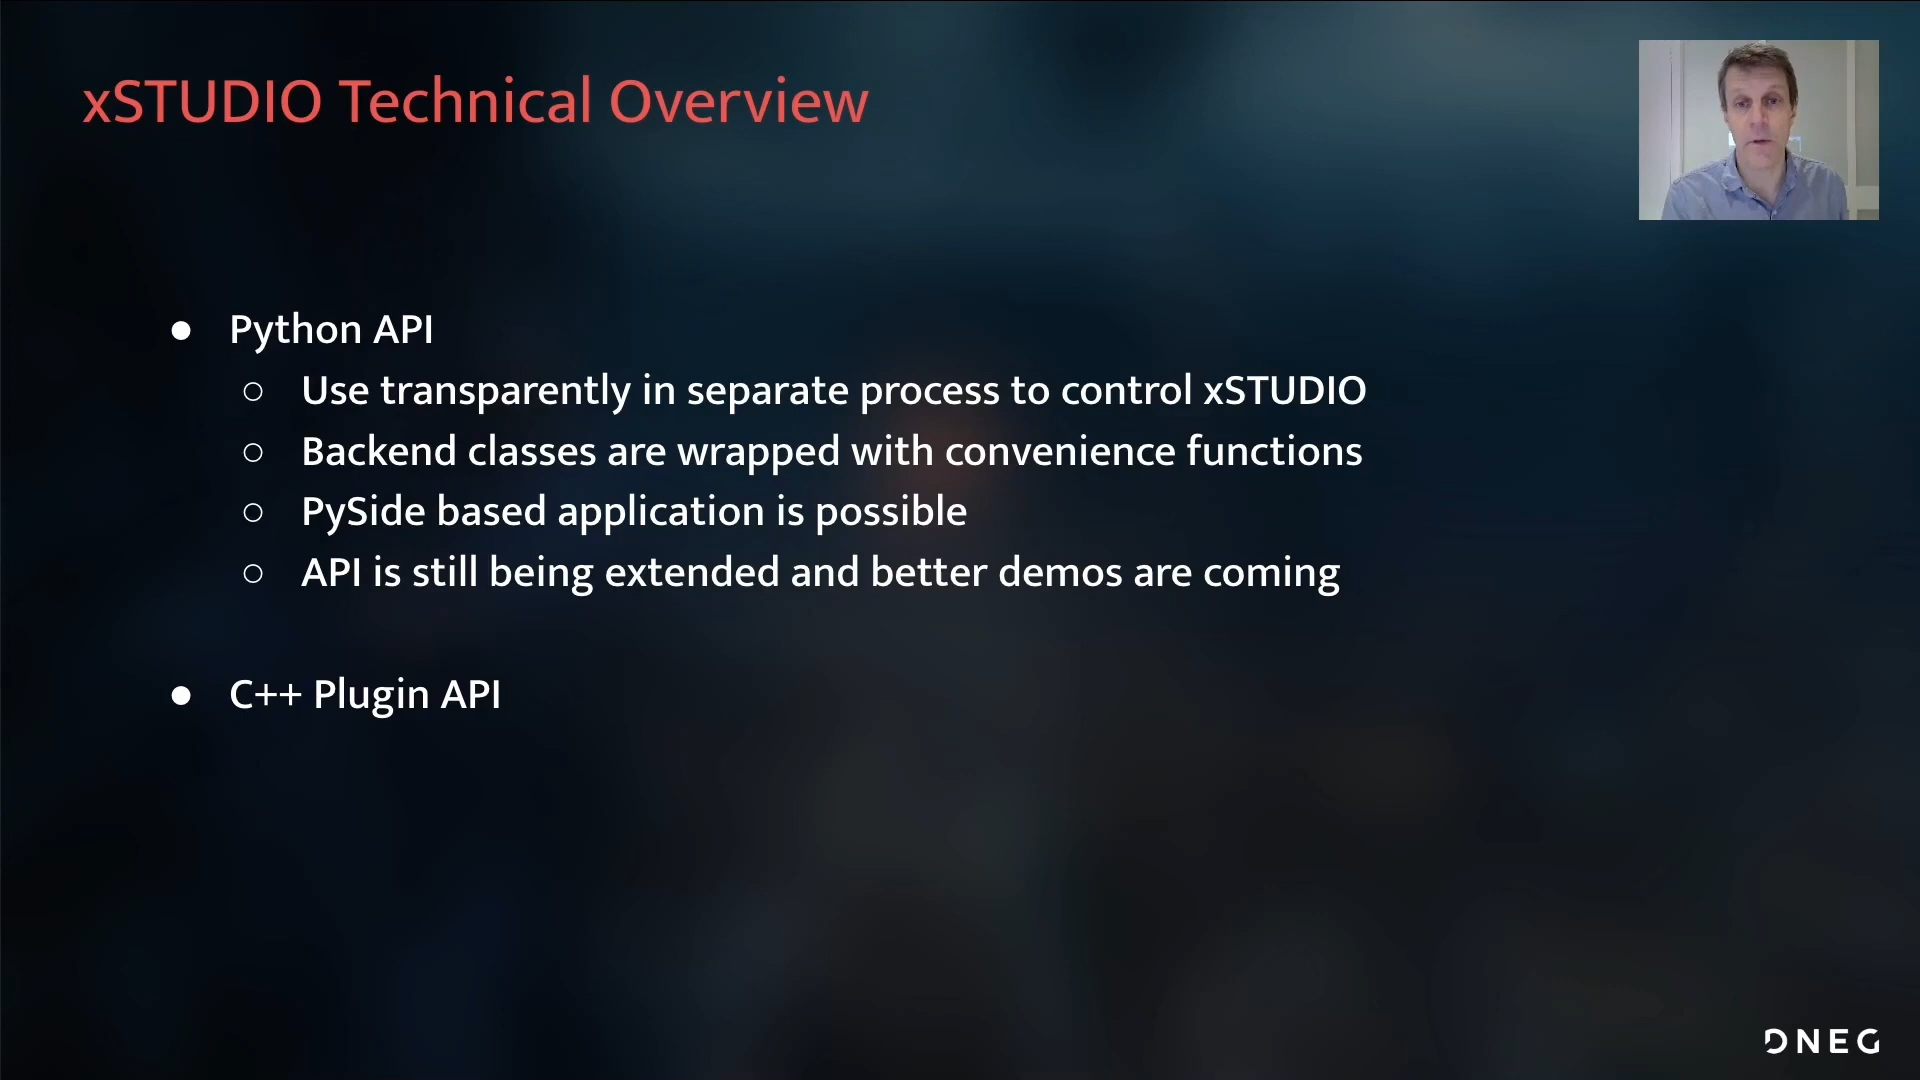 xSTUDIO Technical Overview
● Python API
○ Use transparently in separate process to control xSTUDIO
○ Backend classes are wrapped with convenience functions
○ PySide based application is possible
○ API is still being extended and better demos are coming
● C++ Plugin API
DNEG